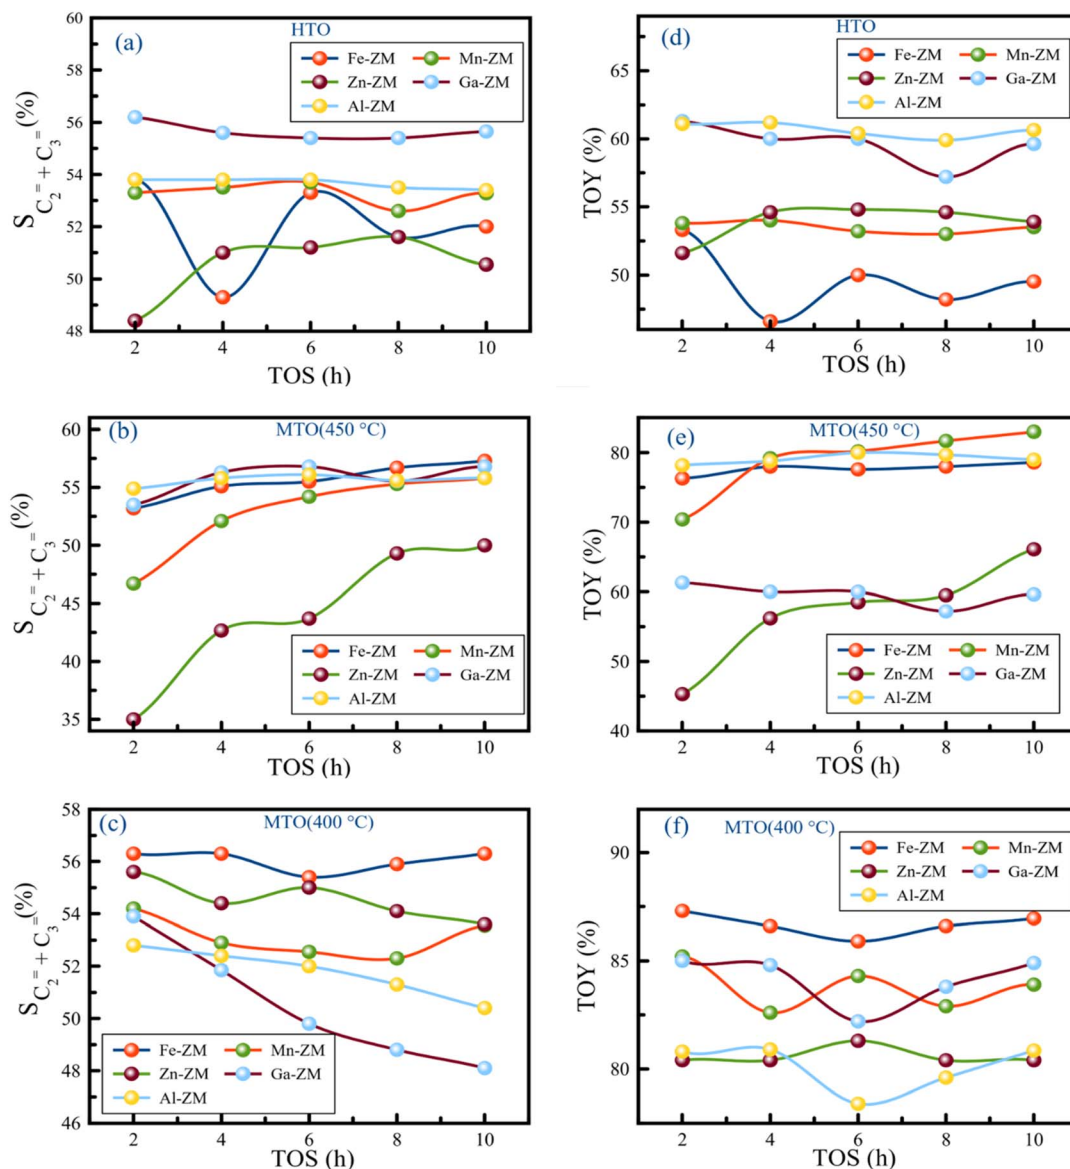 (a)
HTO
Fe-ZM
Mn-ZM
Zn-ZM
Ga-ZM
Al-ZM
S C₂⁼ + C₃⁼ (%)
60
58
56
54
52
50
48
2 4 6 8 10
TOS (h)
(d)
HTO
Fe-ZM
Mn-ZM
Zn-ZM
Ga-ZM
Al-ZM
TOY (%)
65
60
55
50
2 4 6 8 10
TOS (h)
(b)
MTO(450 °C)
S C₂⁼ + C₃⁼ (%)
60
55
50
45
40
35
Fe-ZM
Mn-ZM
Zn-ZM
Ga-ZM
Al-ZM
2 4 6 8 10
TOS (h)
(e)
MTO(450 °C)
TOY (%)
80
70
60
50
40
Fe-ZM
Mn-ZM
Zn-ZM
Ga-ZM
Al-ZM
2 4 6 8 10
TOS (h)
(c)
MTO(400 °C)
S C₂⁼ + C₃⁼ (%)
58
56
54
52
50
48
46
Fe-ZM
Mn-ZM
Zn-ZM
Ga-ZM
Al-ZM
2 4 6 8 10
TOS (h)
(f)
MTO(400 °C)
Fe-ZM
Mn-ZM
Zn-ZM
Ga-ZM
Al-ZM
TOY (%)
90
85
80
2 4 6 8 10
TOS (h)